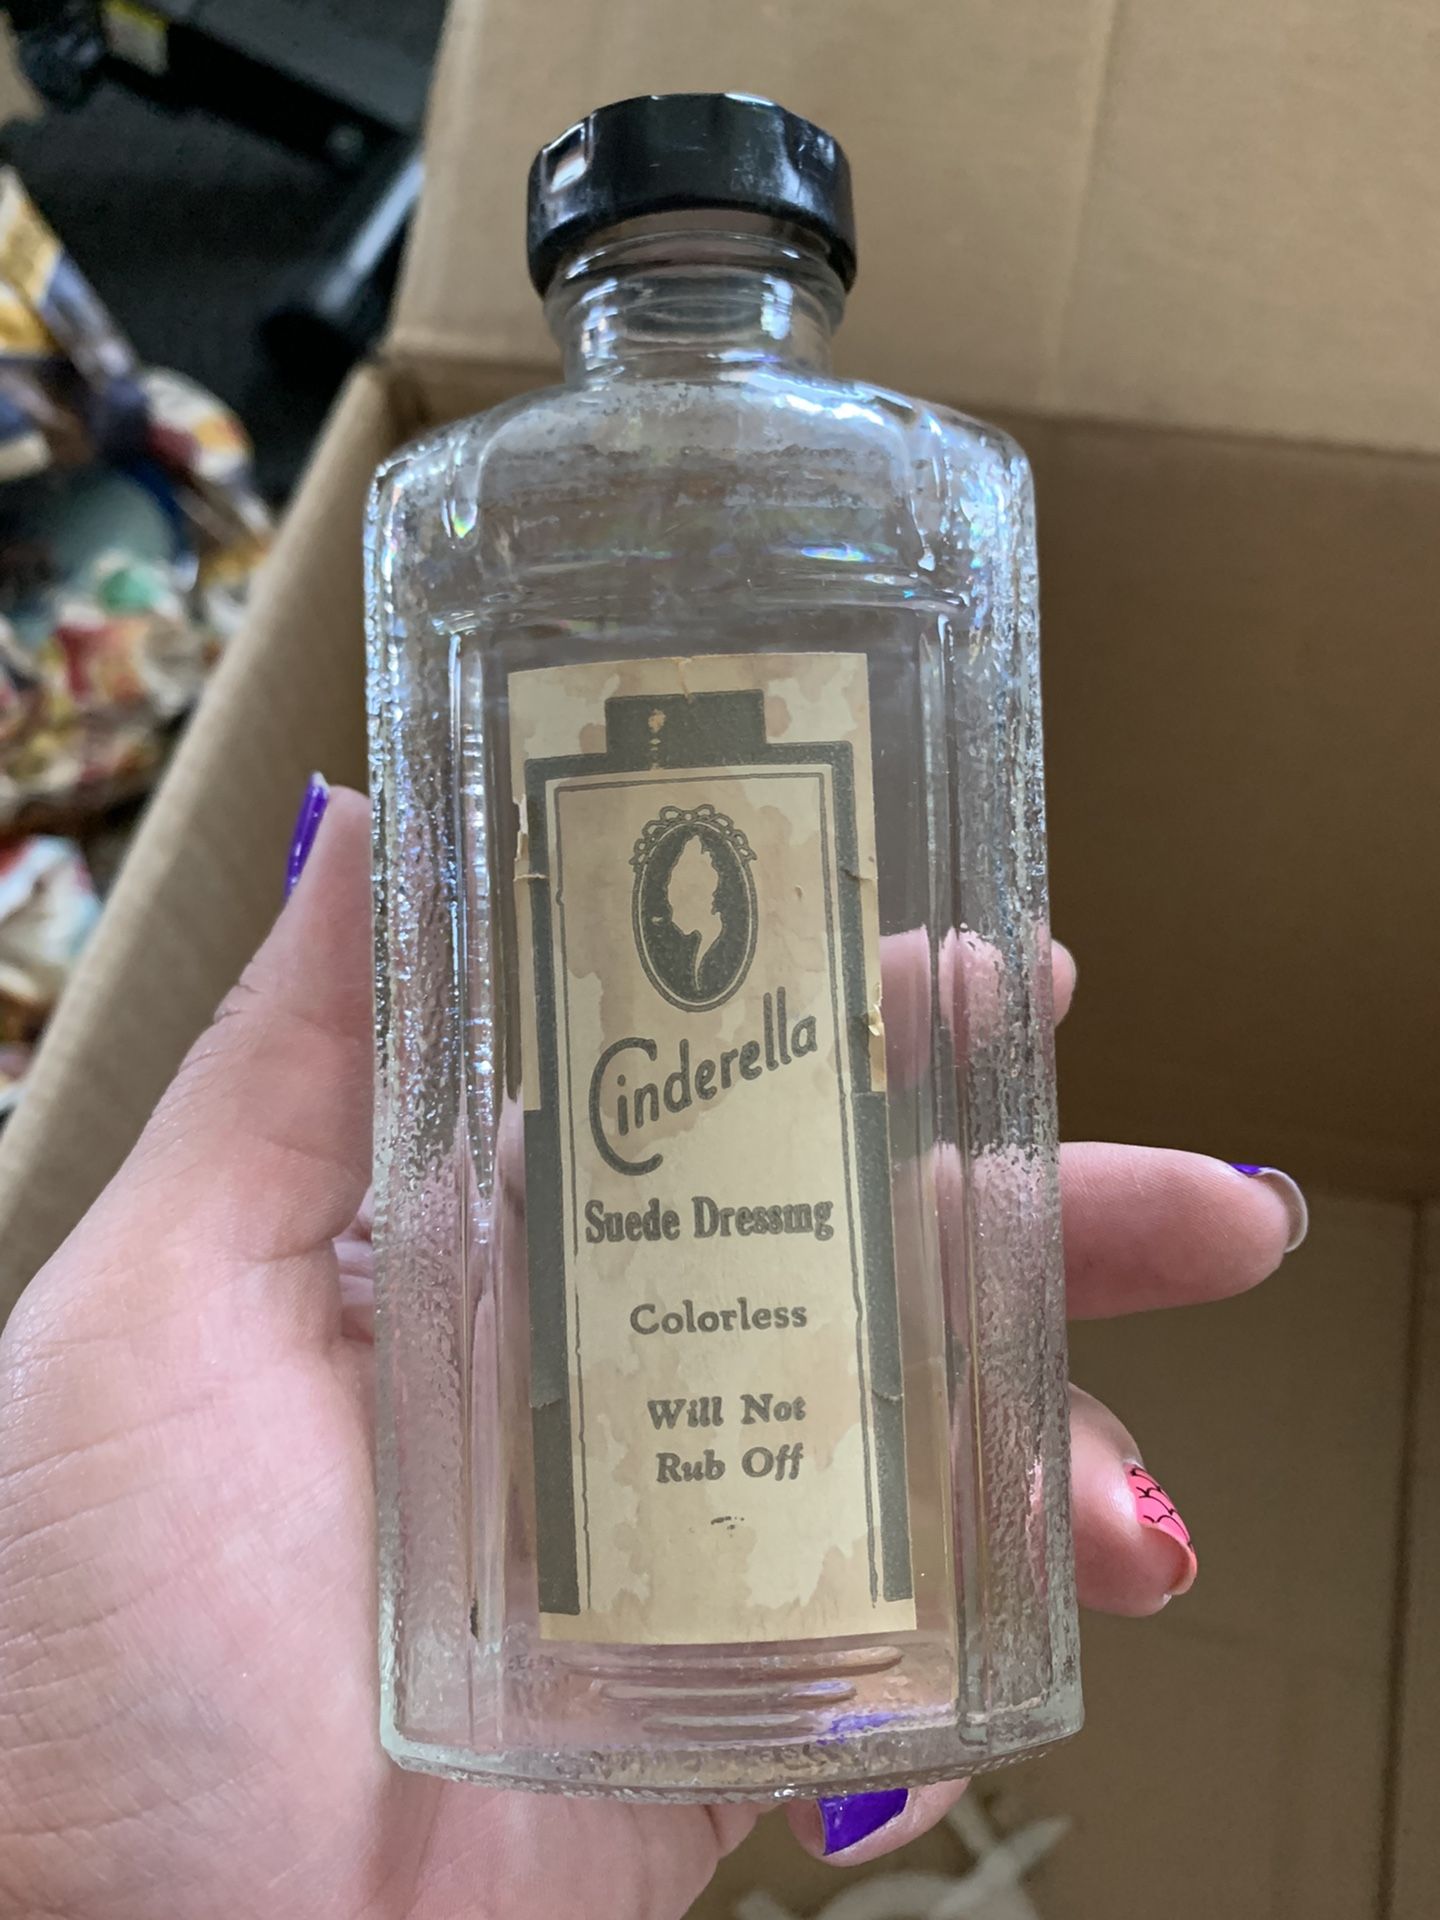 Cinderella
Suede Dressing
Colorless
Will Not
Rub Off